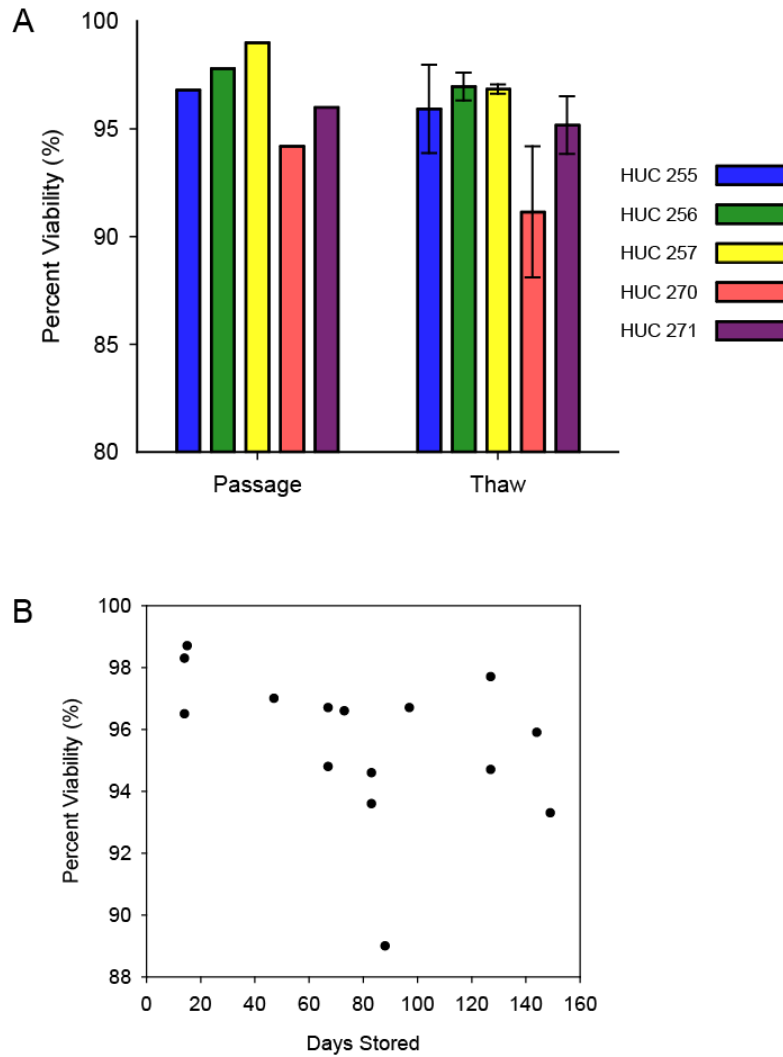 A
Percent Viability (%)
100
95
90
85
80
Passage
Thaw
HUC 255
HUC 256
HUC 257
HUC 270
HUC 271
B
Percent Viability (%)
100
98
96
94
92
90
88
0 20 40 60 80 100 120 140 160
Days Stored